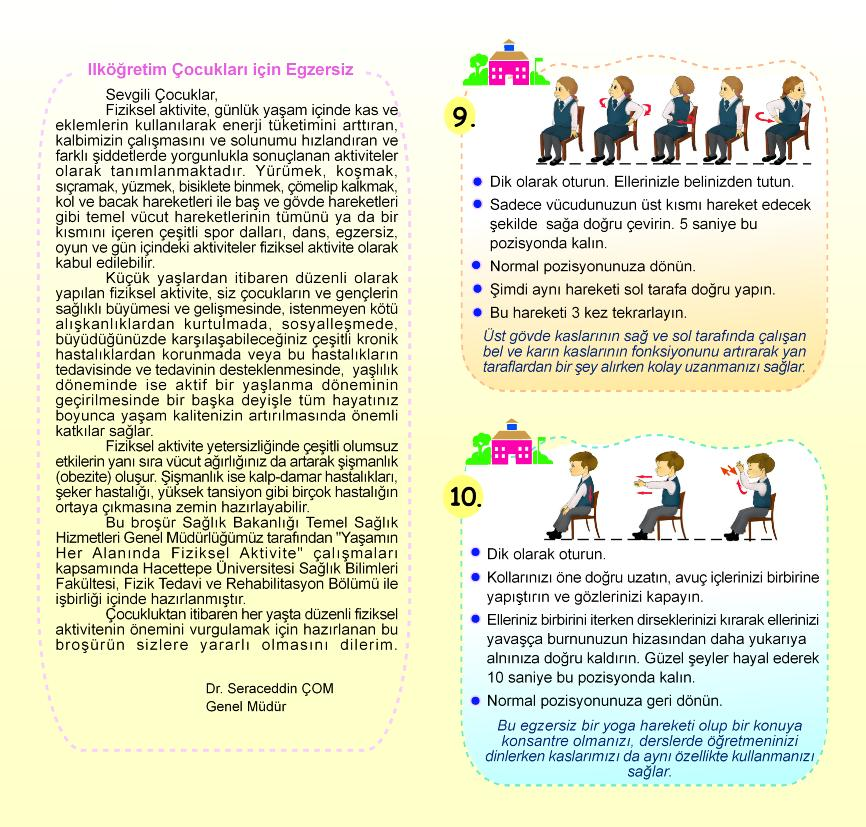 Ilköğretim Çocukları için Egzersiz
Sevgili Çocuklar,
Fiziksel aktivite, günlük yaşam içinde kas ve
eklemlerin kullanılarak enerji tüketimini arttıran,
kalbimizin çalışmasını ve solunumu hızlandıran ve
farklı şiddetlerde yorgunlukla sonuçlanan aktiviteler
olarak tanımlanmaktadır. Yürümek, koşmak,
sıçramak, yüzmek, bisiklete binmek, çömelip kalkmak,
kol ve bacak hareketleri ile baş ve gövde hareketleri
gibi temel vücut hareketlerinin tümünü ya da bir
kısmını içeren çeşitli spor dalları, dans, egzersiz,
oyun ve gün içindeki aktiviteler fiziksel aktivite olarak
kabul edilebilir.
Küçük yaşlardan itibaren düzenli olarak
yapılan fiziksel aktivite, siz çocukların ve gençlerin
sağlıklı büyümesi ve gelişmesinde, istenmeyen kötü
alışkanlıklardan kurtulmada, sosyalleşmede,
büyüdüğünüzde karşılaşabileceğiniz çeşitli kronik
hastalıklardan korunmada veya bu hastalıkların
tedavisinde ve tedavinin desteklenmesinde, yaşlılık
döneminde ise aktif bir yaşlanma döneminin
geçirilmesinde bir başka deyişle tüm hayatınız
boyunca yaşam kalitenizin artırılmasında önemli
katkılar sağlar.
Fiziksel aktivite yetersizliğinde çeşitli olumsuz
etkilerin yanı sıra vücut ağırlığınız da artarak şişmanlık
(obezite) oluşur. Şişmanlık ise kalp-damar hastalıkları,
şeker hastalığı, yüksek tansiyon gibi birçok hastalığın
ortaya çıkmasına zemin hazırlayabilir.
Bu broşür Sağlık Bakanlığı Temel Sağlık
Hizmetleri Genel Müdürlüğümüz tarafından "Yaşamın
Her Alanında Fiziksel Aktivite" çalışmaları
kapsamında Hacettepe Üniversitesi Sağlık Bilimleri
Fakültesi, Fizik Tedavi ve Rehabilitasyon Bölümü ile
işbirliği içinde hazırlanmıştır.
Çocukluktan itibaren her yaşta düzenli fiziksel
aktivitenin önemini vurgulamak için hazırlanan bu
broşürün sizlere yararlı olmasını dilerim.
Dr. Seraceddin ÇOM
Genel Müdür
9.
• Dik olarak oturun. Ellerinizle belinizden tutun.
• Sadece vücudunuzun üst kısmı hareket edecek
şekilde sağa doğru çevirin. 5 saniye bu
pozisyonda kalın.
• Normal pozisyonunuza dönün.
• Şimdi aynı hareketi sol tarafa doğru yapın.
• Bu hareketi 3 kez tekrarlayın.
Üst gövde kaslarının sağ ve sol tarafında çalışan
bel ve karın kaslarının fonksiyonunu artırarak yan
taraflardan bir şey alırken kolay uzanmanızı sağlar.
10.
• Dik olarak oturun.
• Kollarınızı öne doğru uzatın, avuç içlerinizi birbirine
yapıştırın ve gözlerinizi kapayın.
• Elleriniz birbirini iterken dirseklerinizi kırarak ellerinizi
yavaşça burnunuzun hizasından daha yukarıya
alnınıza doğru kaldırın. Güzel şeyler hayal ederek
10 saniye bu pozisyonda kalın.
• Normal pozisyonunuza geri dönün.
Bu egzersiz bir yoga hareketi olup bir konuya
konsantre olmanızı, derslerde öğretmeninizi
dinlerken kaslarımızı da aynı özellikte kullanmanızı
sağlar.